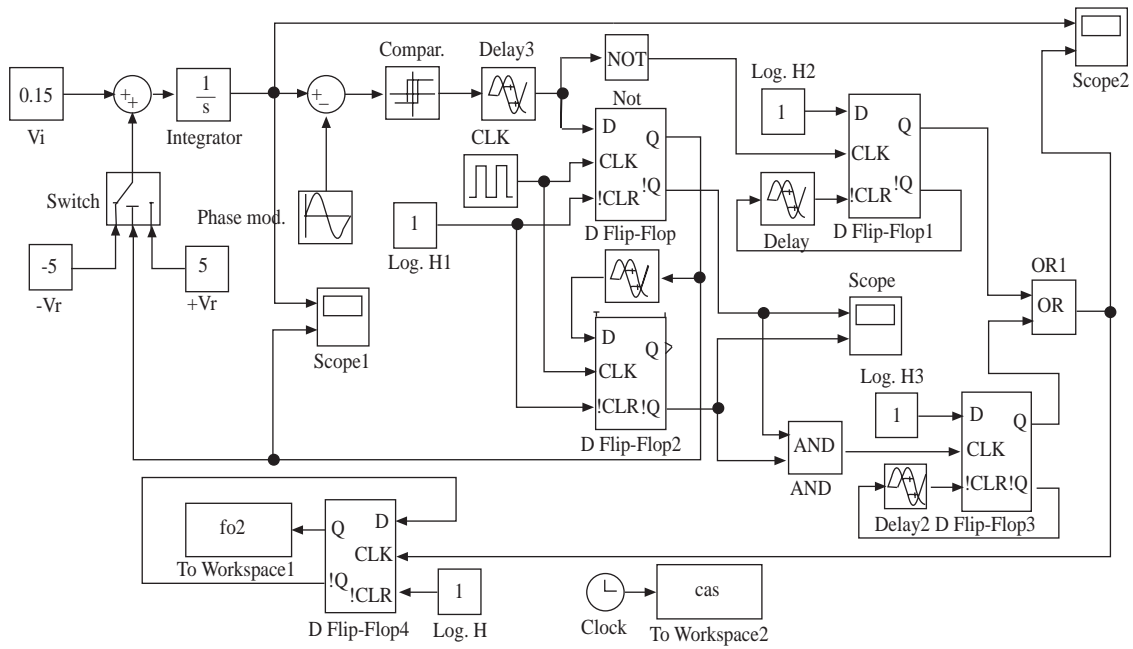 Compar.
Delay3
NOT
Log. H2
Scope2
0.15
Vi
+
+
1
s
Integrator
+
−
Not
CLK
1
D
Q
CLK
!Q
!CLR
D Flip-Flop1
D
Q
CLK
!Q
!CLR
D Flip-Flop
Switch
Phase mod.
1
Log. H1
Delay
-5
-Vr
5
+Vr
Scope1
Scope
OR1
OR
D
Q
CLK
!CLR
!Q
D Flip-Flop2
Log. H3
1
D
Q
CLK
!CLR
!Q
D Flip-Flop3
AND
AND
Delay2
fo2
To Workspace1
Q
D
CLK
!Q
!CLR
D Flip-Flop4
1
Log. H
Clock
cas
To Workspace2